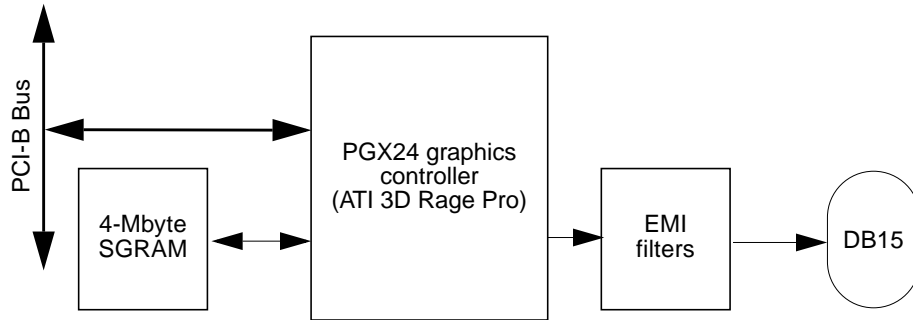 PCI-B Bus
PGX24 graphics
controller
(ATI 3D Rage Pro)
4-Mbyte
SGRAM
EMI
filters
DB15